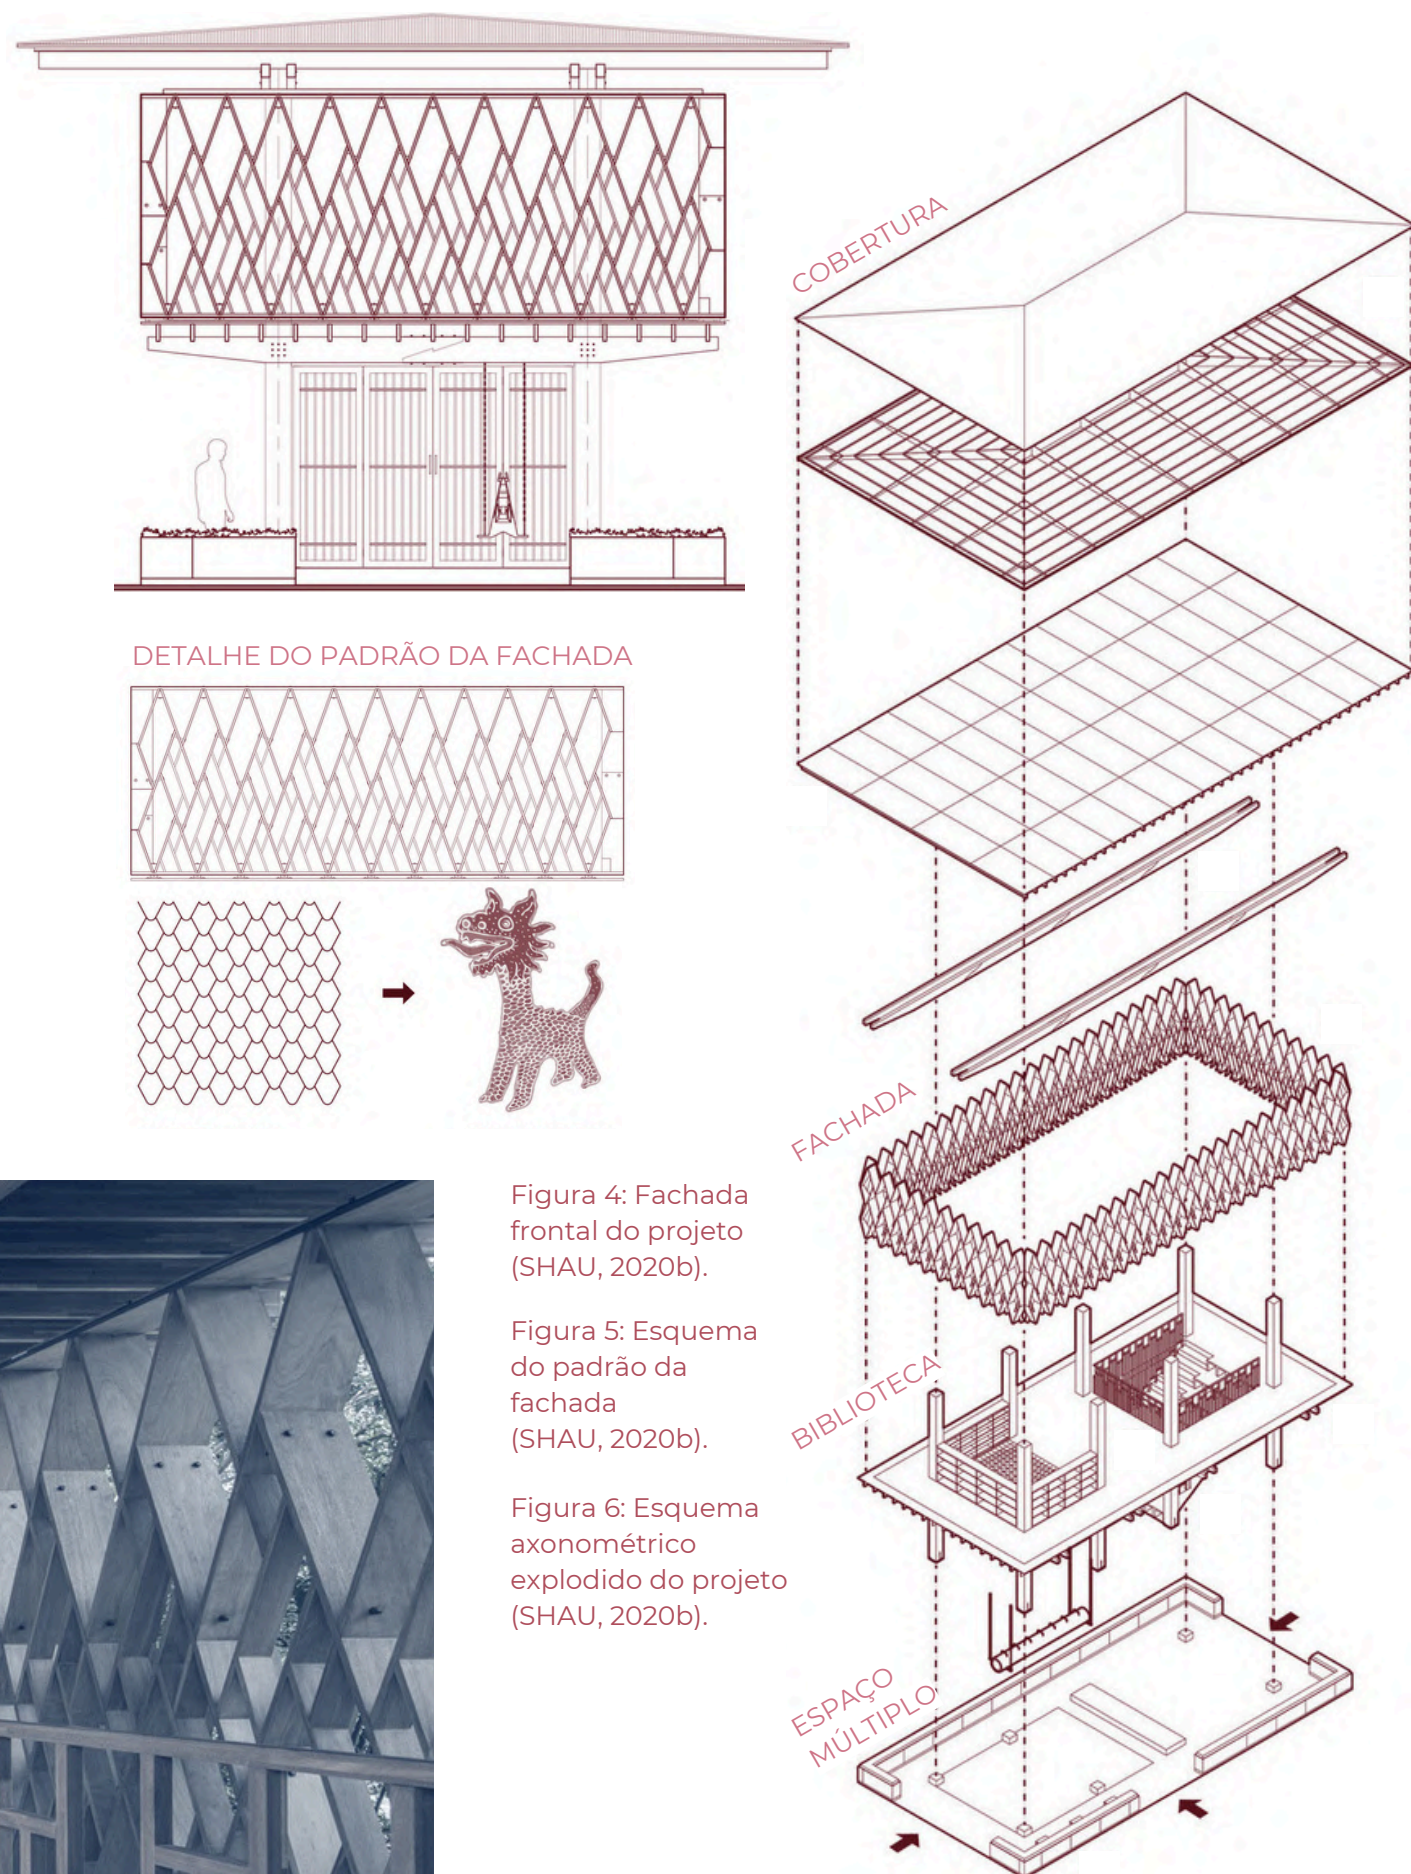 DETALHE DO PADRÃO DA FACHADA
Figura 4: Fachada
frontal do projeto
(SHAU, 2020b).
Figura 5: Esquema
do padrão da
fachada
(SHAU, 2020b).
Figura 6: Esquema
axonométrico
explodido do projeto
(SHAU, 2020b).
COBERTURA
FACHADA
BIBLIOTECA
ESPAÇO
MÚLTIPLO